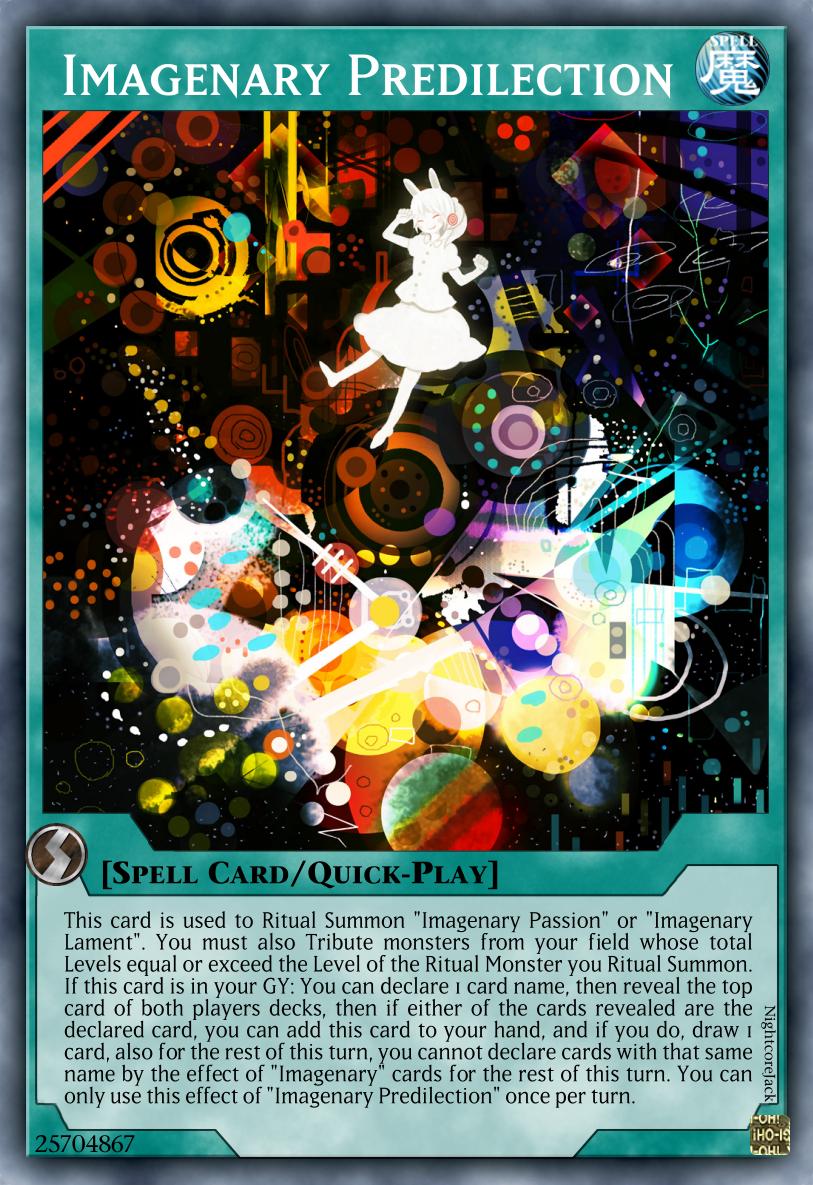 Imagenary Predilection
SPELL
魔
[Spell Card/Quick-Play]
This card is used to Ritual Summon "Imagenary Passion" or "Imagenary
Lament". You must also Tribute monsters from your field whose total
Levels equal or exceed the Level of the Ritual Monster you Ritual Summon.
If this card is in your GY: You can declare 1 card name, then reveal the top
card of both players decks, then if either of the cards revealed are the
declared card, you can add this card to your hand, and if you do, draw 1
card, also for the rest of this turn, you cannot declare cards with that same
name by the effect of "Imagenary" cards for the rest of this turn. You can
only use this effect of "Imagenary Predilection" once per turn.
NightcoreJack
25704867